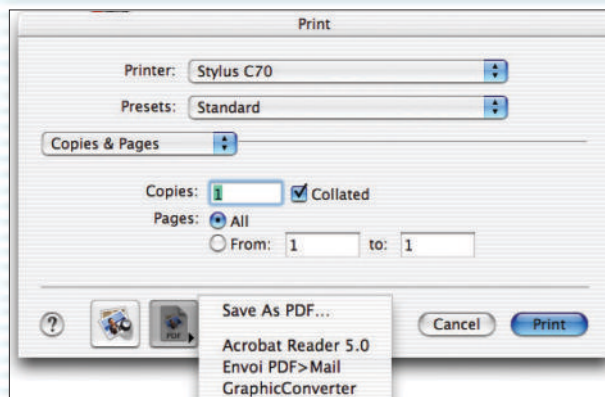 Print
Printer: Stylus C70
Presets: Standard
Copies & Pages
Copies: 1 Collated
Pages: All
From: 1 to: 1
? PDF Save As PDF... Cancel Print
Acrobat Reader 5.0
Envoi PDF>Mail
GraphicConverter